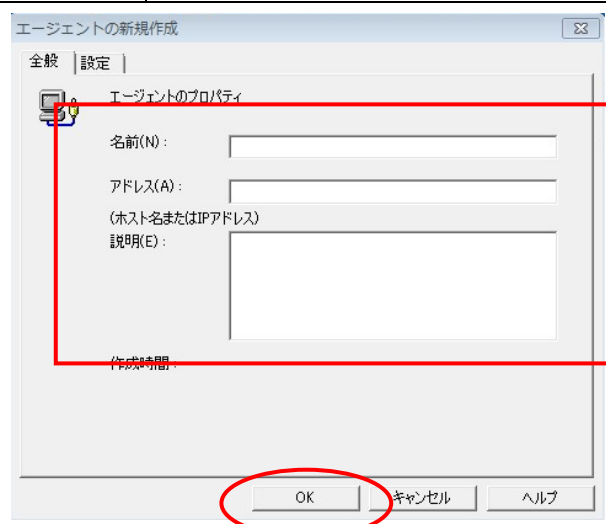 エージェントの新規作成
全般 設定
エージェントのプロパティ
名前(N):
アドレス(A):
(ホスト名またはIPアドレス)
説明(E):
作成時間:
OK キャンセル ヘルプ